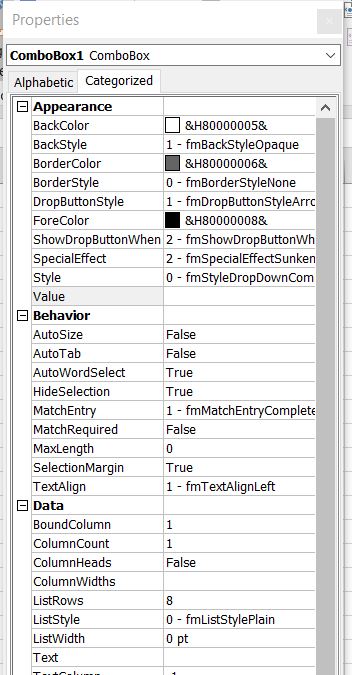 Properties
ComboBox1 ComboBox
Alphabetic Categorized
Appearance
BackColor &H80000005&
BackStyle 1 - fmBackStyleOpaque
BorderColor &H80000006&
BorderStyle 0 - fmBorderStyleNone
DropButtonStyle 1 - fmDropButtonStyleArro
ForeColor &H80000008&
ShowDropButtonWhen 2 - fmShowDropButtonWh
SpecialEffect 2 - fmSpecialEffectSunken
Style 0 - fmStyleDropDownCom
Value
Behavior
AutoSize False
AutoTab False
AutoWordSelect True
HideSelection True
MatchEntry 1 - fmMatchEntryComplete
MatchRequired False
MaxLength 0
SelectionMargin True
TextAlign 1 - fmTextAlignLeft
Data
BoundColumn 1
ColumnCount 1
ColumnHeads False
ColumnWidths
ListRows 8
ListStyle 0 - fmListStylePlain
ListWidth 0 pt
Text
TextColumn -1